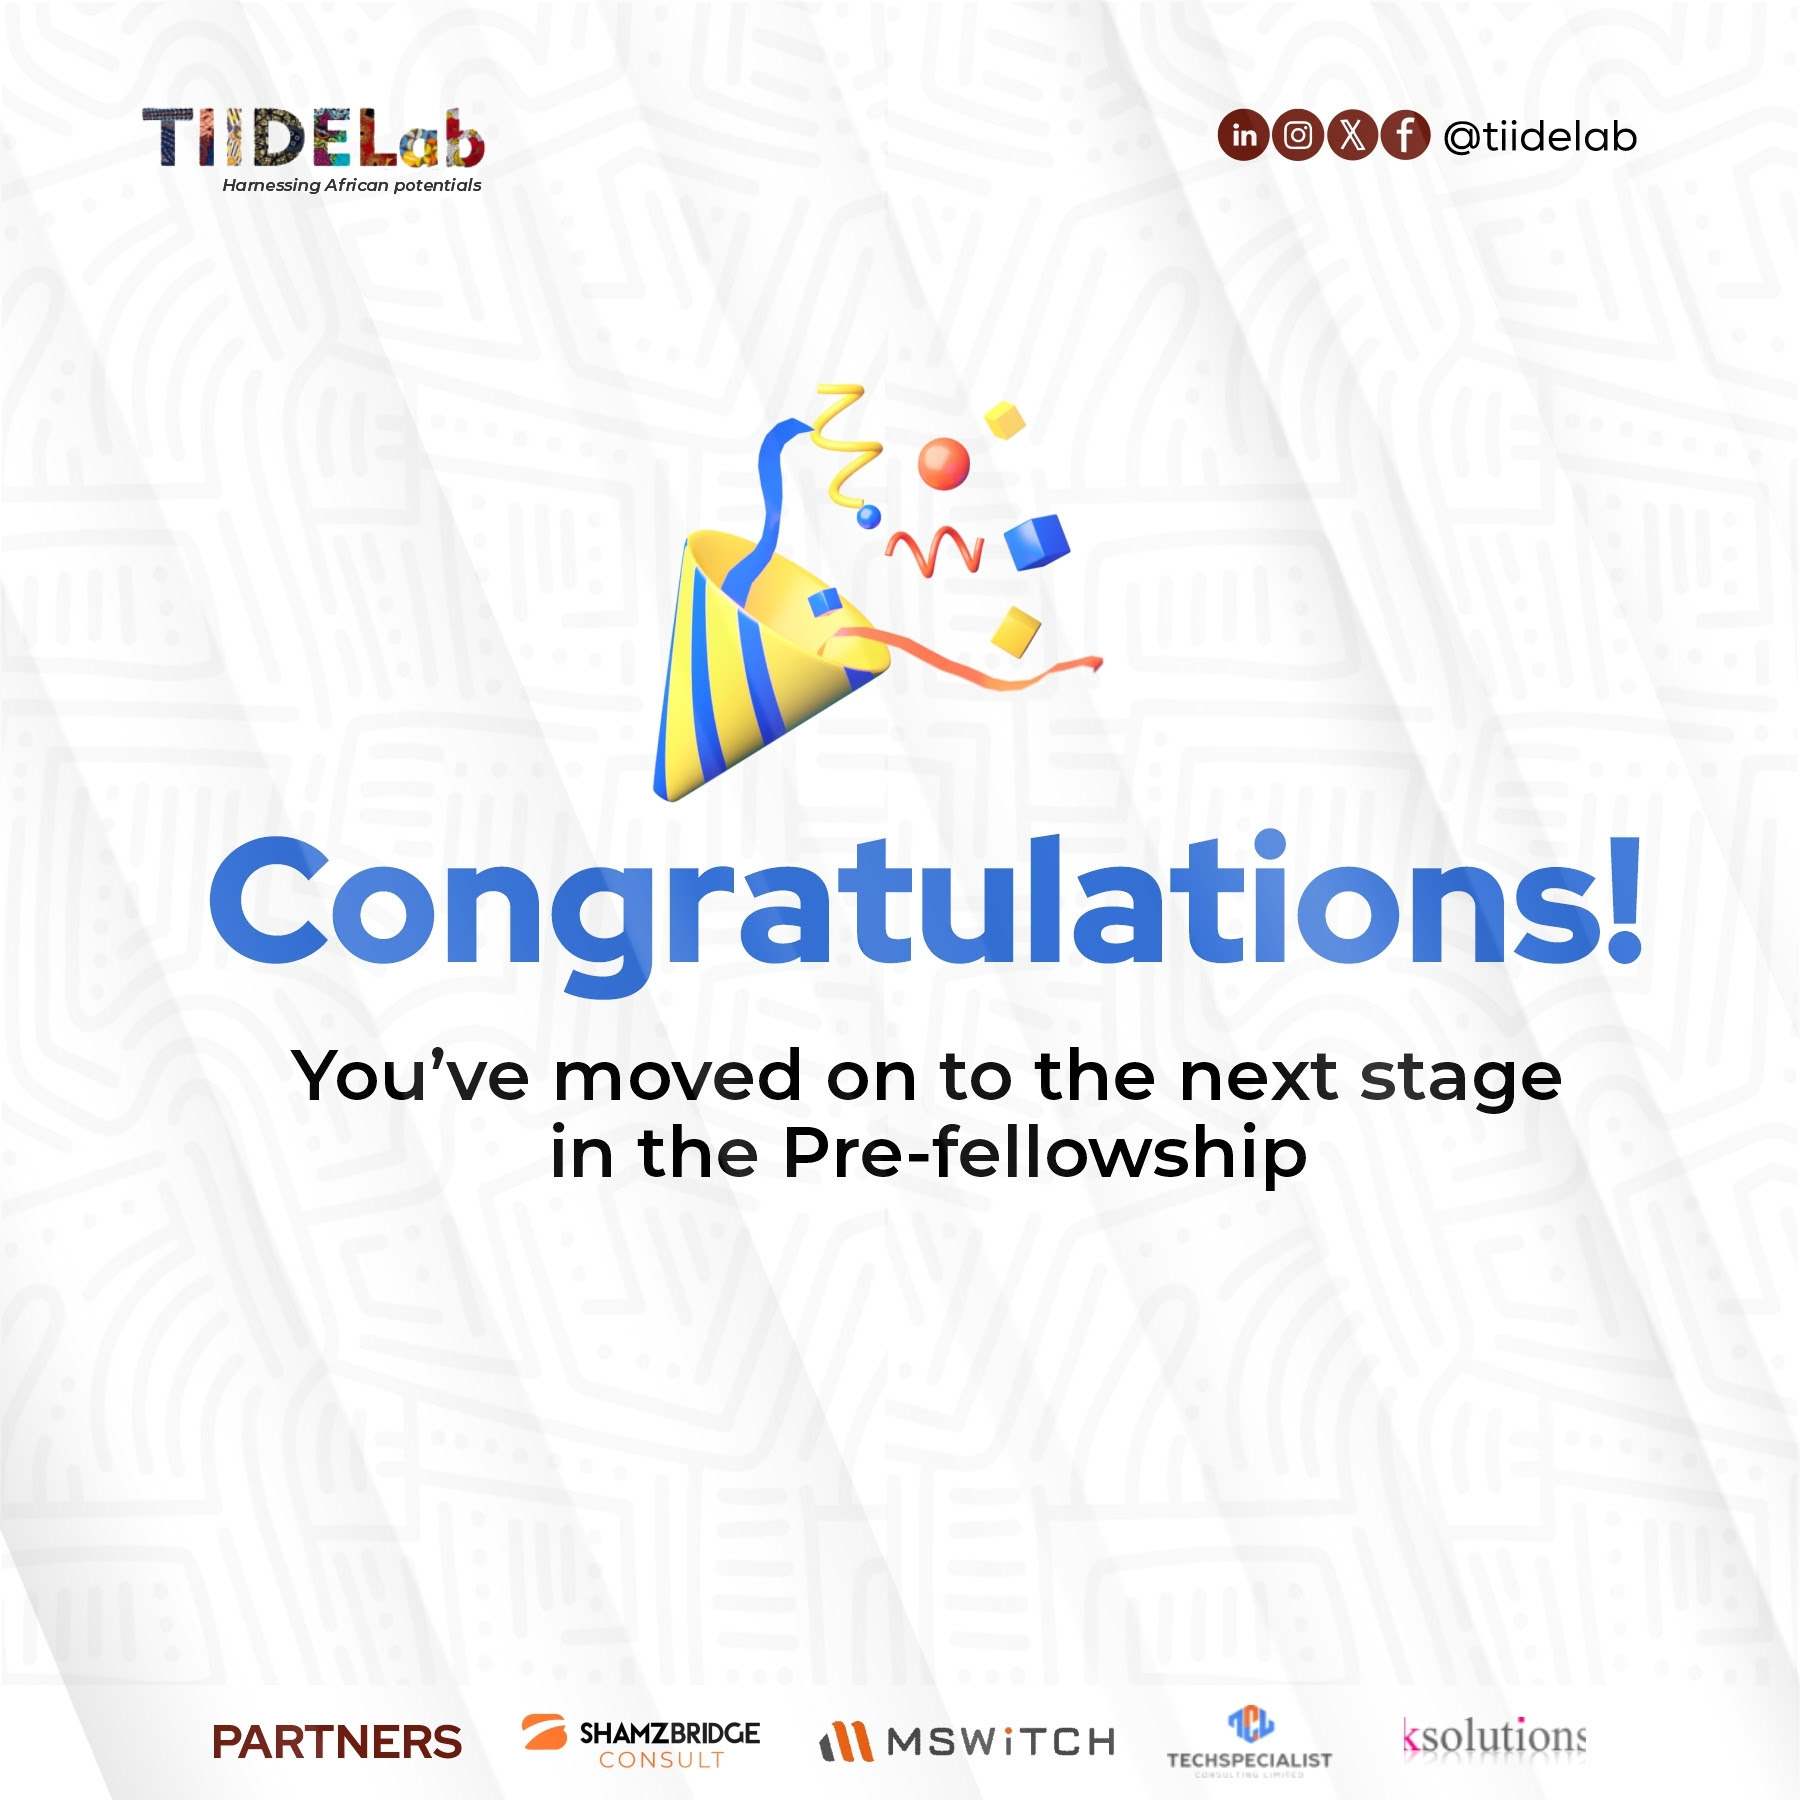 TIIDELab
Harnessing African potentials
@tiidelab
Congratulations!
You’ve moved on to the next stage
in the Pre-fellowship
PARTNERS
SHAMZBRIDGE
CONSULT
MSWiTCH
TECHSPECIALIST
CONSULTING LIMITED
ksolutions